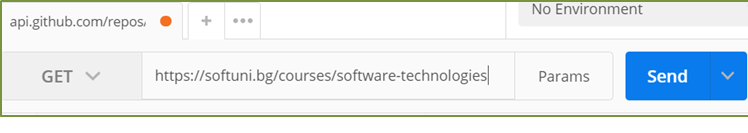 No Environment
api.github.com/repos/
GET https://softuni.bg/courses/software-technologies Params Send